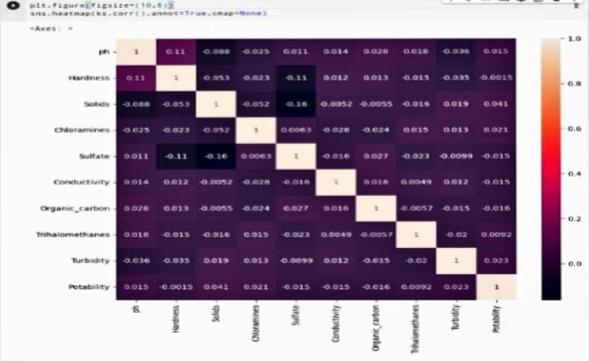 plt.figure(figsize=(10,8))
sns.heatmap(ks.corr(),annot=True,cmap=None)
<Axes: >
ph 1 0.11 -0.088 -0.025 0.011 0.014 0.028 0.018 -0.036 0.015
Hardness 0.11 1 -0.053 -0.023 -0.11 0.012 0.013 -0.015 -0.035 -0.0015
Solids -0.088 -0.053 1 -0.052 -0.16 -0.0052 -0.0055 -0.016 0.019 0.041
Chloramines -0.025 -0.023 -0.052 1 0.0063 -0.028 -0.024 0.015 0.013 0.021
Sulfate 0.011 -0.11 -0.16 0.0063 1 -0.016 0.027 -0.023 -0.0099 -0.015
Conductivity 0.014 0.012 -0.0052 -0.028 -0.016 1 0.016 0.0049 0.012 -0.015
Organic_carbon 0.028 0.013 -0.0055 -0.024 0.027 0.016 1 -0.0057 -0.015 -0.016
Trihalomethanes 0.018 -0.015 -0.016 0.015 -0.023 0.0049 -0.0057 1 -0.02 0.0092
Turbidity -0.036 -0.035 0.019 0.013 -0.0099 0.012 -0.015 -0.02 1 0.023
Potability 0.015 -0.0015 0.041 0.021 -0.015 -0.015 -0.016 0.0092 0.023 1
ph Hardness Solids Chloramines Sulfate Conductivity Organic_carbon Trihalomethanes Turbidity Potability
1.0
0.8
0.6
0.4
0.2
0.0